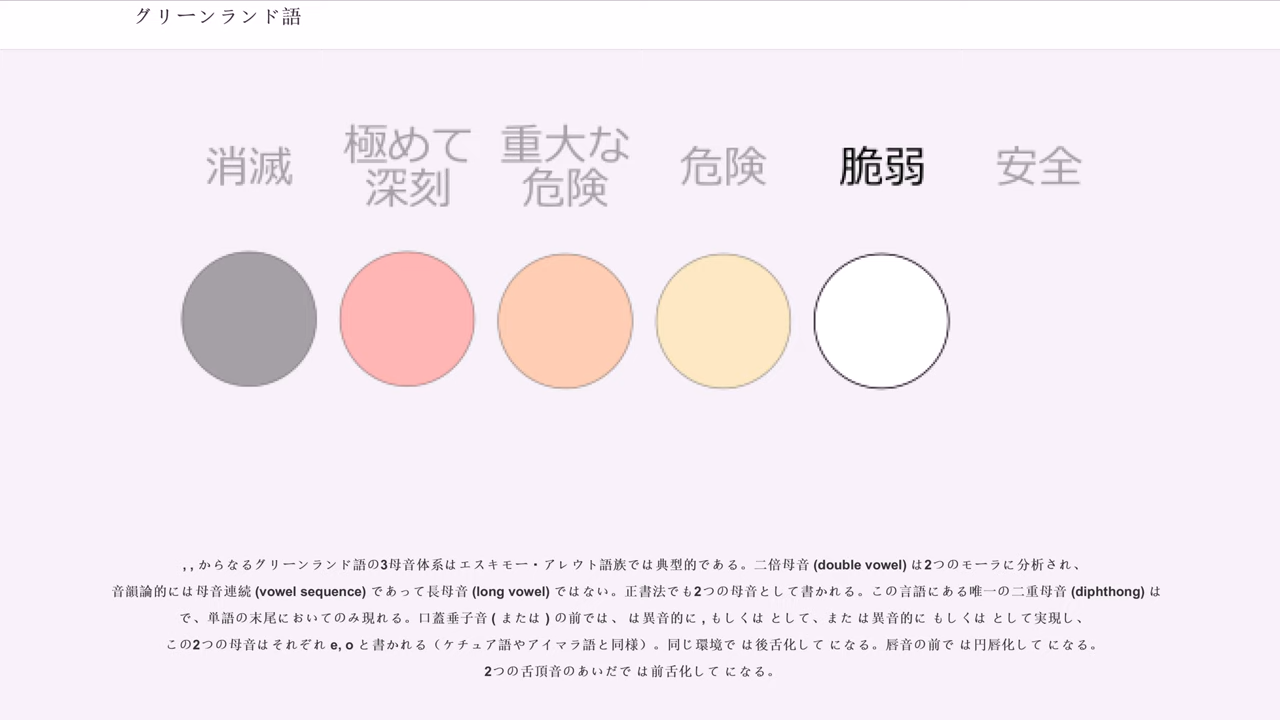 グリーンランド語
消滅
極めて
深刻
重大な
危険
危険
脆弱
安全
, , からなるグリーンランド語の3母音体系はエスキモー・アレウト語族では典型的である。二倍母音 (double vowel) は2つのモーラに分析され、
音韻論的には母音連続 (vowel sequence) であって長母音 (long vowel) ではない。正書法でも2つの母音として書かれる。この言語にある唯一の二重母音 (diphthong) は
で、単語の末尾においてのみ現れる。口蓋垂子音 ( または ) の前では、 は異音的に , もしくは として、また は異音的に もしくは として実現し、
この2つの母音はそれぞれ e, o と書かれる（ケチュア語やアイマラ語と同様）。同じ環境で は後舌化して になる。唇音の前で は円唇化して になる。
2つの舌頂音のあいだで は前舌化して になる。